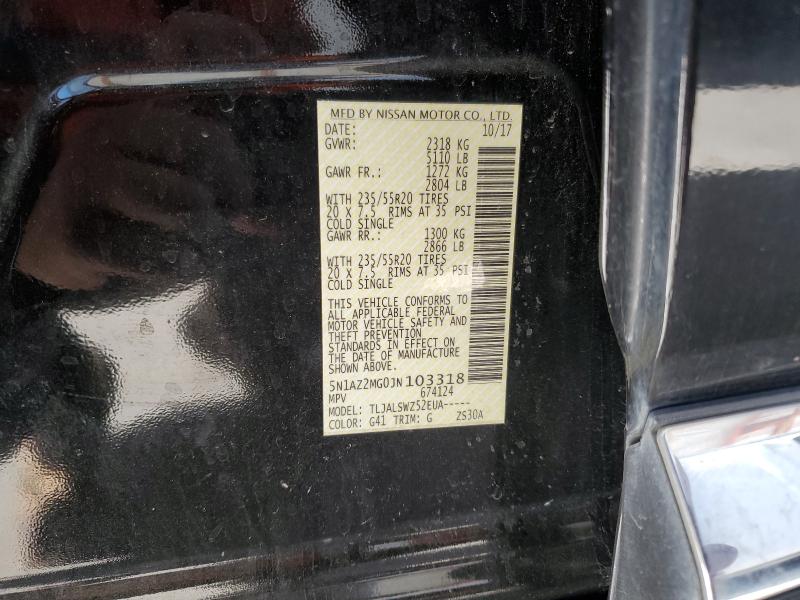 MFD BY NISSAN MOTOR CO., LTD.
DATE: 10/17
GVWR: 2318 KG
5110 LB
GAWR FR.: 1272 KG
2804 LB
WITH 235/55R20 TIRES
20 X 7.5 RIMS AT 35 PSI
COLD SINGLE
GAWR RR.: 1300 KG
2866 LB
WITH 235/55R20 TIRES
20 X 7.5 RIMS AT 35 PSI
COLD SINGLE
THIS VEHICLE CONFORMS TO
ALL APPLICABLE FEDERAL
MOTOR VEHICLE SAFETY AND
THEFT PREVENTION
STANDARDS IN EFFECT ON
THE DATE OF MANUFACTURE
SHOWN ABOVE.
5N1AZ2MG0JN103318
MPV 674124
MODEL: TLJALSWZ52EUA-----
COLOR: G41 TRIM: G ZS30A